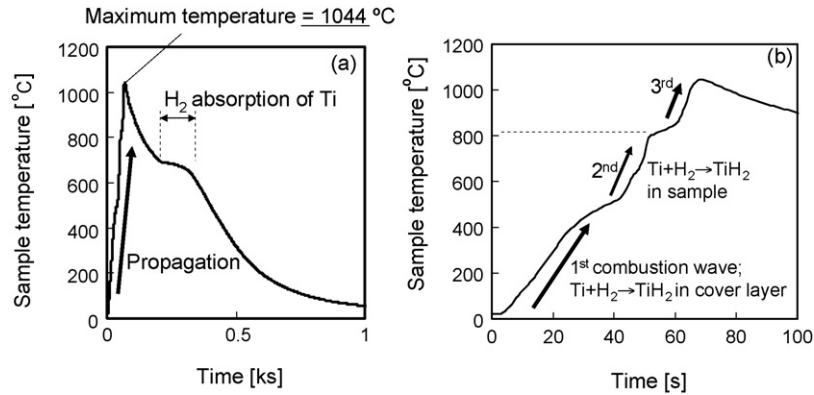 Maximum temperature = 1044 ºC
(a)
H2 absorption of Ti
Propagation
Sample temperature [°C]
1200
1000
800
600
400
200
0
0
0.5
1
Time [ks]
(b)
3rd
2nd
Ti+H2→TiH2
in sample
1st combustion wave;
Ti+H2→TiH2 in cover layer
Sample temperature [°C]
1200
1000
800
600
400
200
0
0
20
40
60
80
100
Time [s]